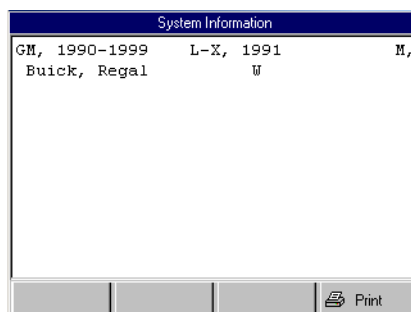 System Information
GM, 1990-1999 L-X, 1991 M,
Buick, Regal W
Print